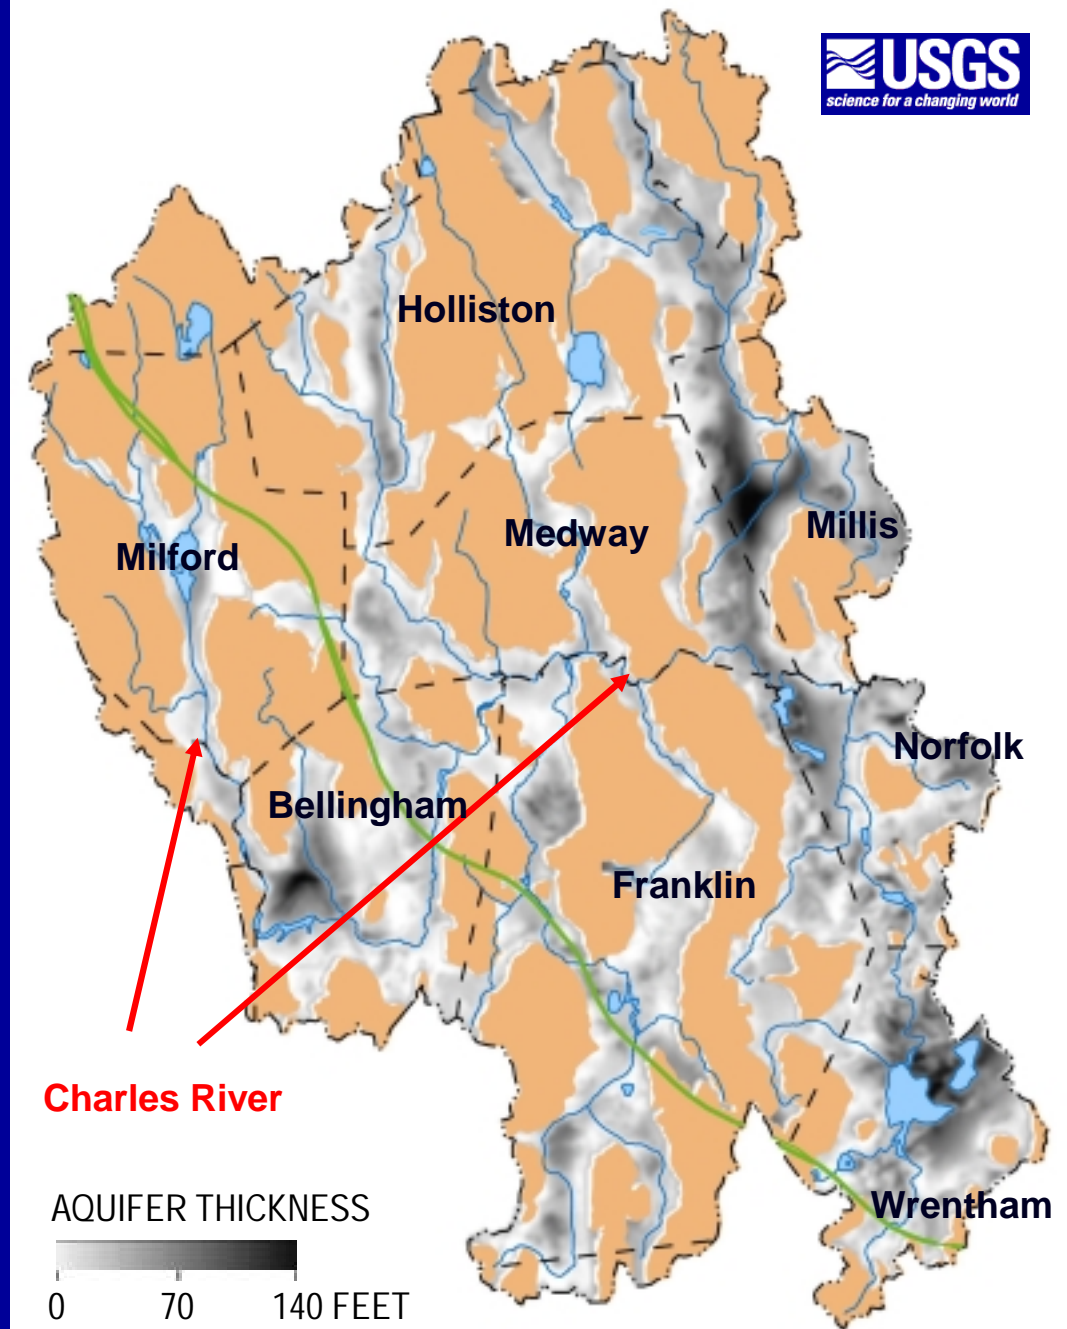 USGS
science for a changing world
Holliston
Medway
Millis
Milford
Norfolk
Bellingham
Franklin
Charles River
Wrentham
AQUIFER THICKNESS
0 70 140 FEET